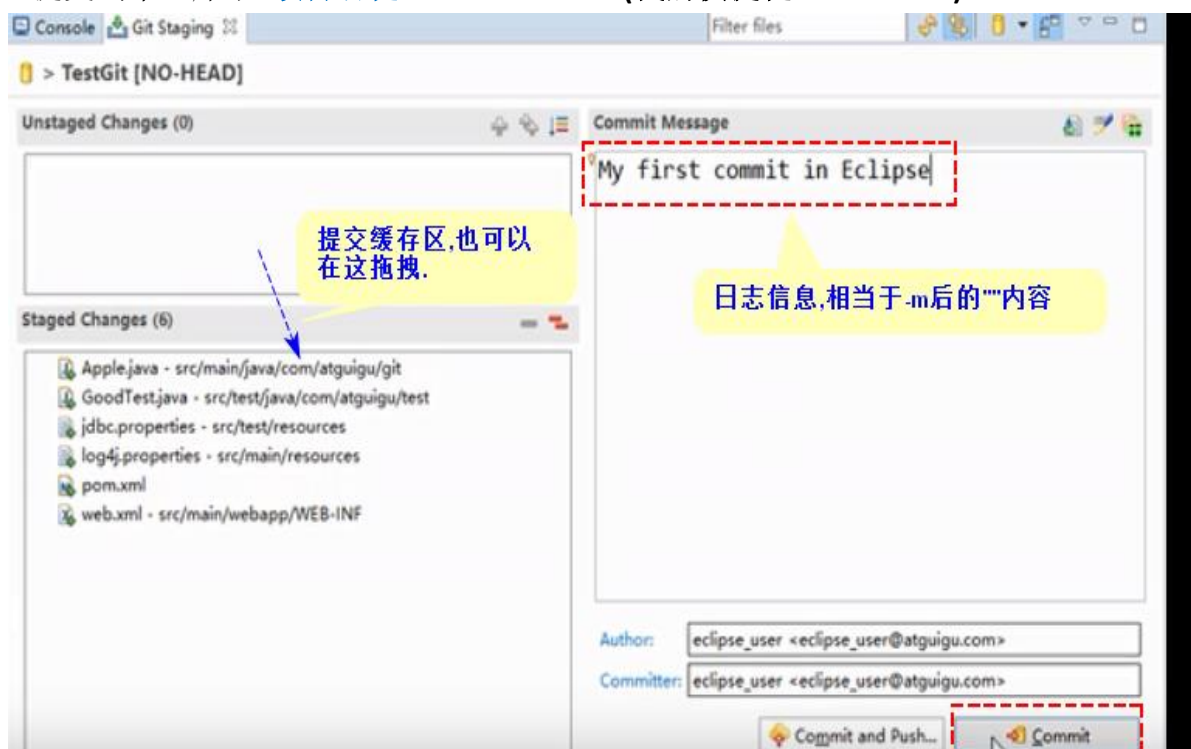 Console Git Staging
Filter files
> TestGit [NO-HEAD]
Unstaged Changes (0)
Commit Message
My first commit in Eclipse
提交缓存区,也可以
在这拖拽.
日志信息,相当于-m后的""内容
Staged Changes (6)
Apple.java - src/main/java/com/atguigu/git
GoodTest.java - src/test/java/com/atguigu/test
jdbc.properties - src/test/resources
log4j.properties - src/main/resources
pom.xml
web.xml - src/main/webapp/WEB-INF
Author: eclipse_user <eclipse_user@atguigu.com>
Committer: eclipse_user <eclipse_user@atguigu.com>
Commit and Push...
Commit